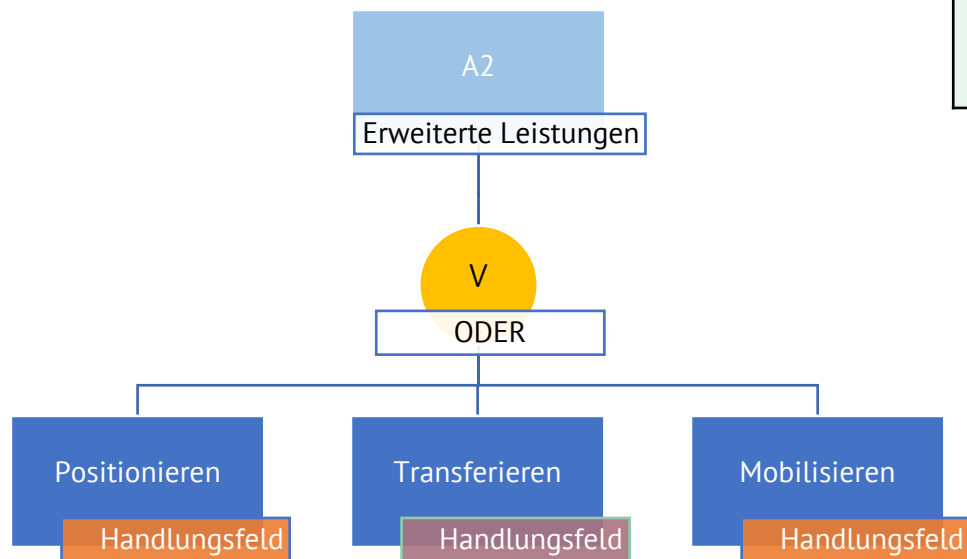 A2
Erweiterte Leistungen
V
ODER
Positionieren
Transferieren
Mobilisieren
Handlungsfeld
Handlungsfeld
Handlungsfeld